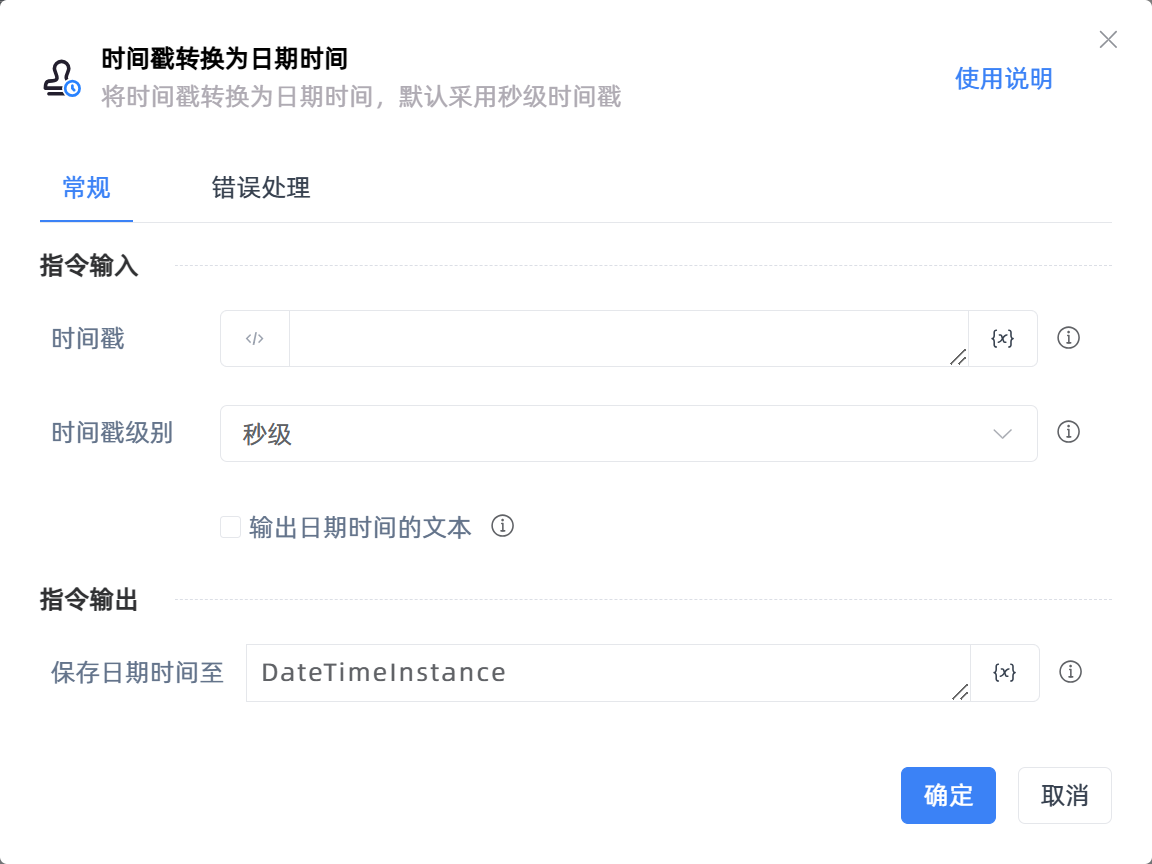 时间戳转换为日期时间
将时间戳转换为日期时间，默认采用秒级时间戳
使用说明
常规 错误处理
指令输入
时间戳 </> {x}
时间戳级别 秒级
输出日期时间的文本
指令输出
保存日期时间至 DateTimeInstance {x}
确定 取消